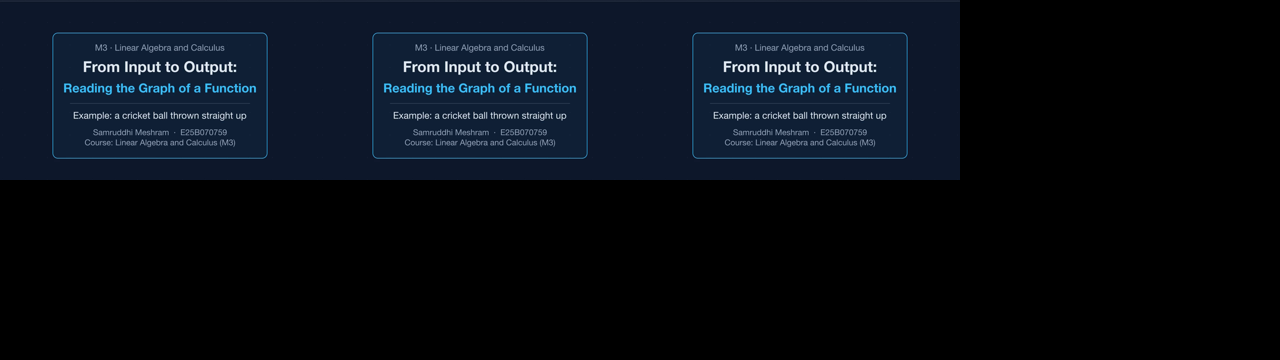 M3 · Linear Algebra and Calculus
From Input to Output:
Reading the Graph of a Function
Example: a cricket ball thrown straight up
Samruddhi Meshram · E25B070759
Course: Linear Algebra and Calculus (M3)
M3 · Linear Algebra and Calculus
From Input to Output:
Reading the Graph of a Function
Example: a cricket ball thrown straight up
Samruddhi Meshram · E25B070759
Course: Linear Algebra and Calculus (M3)
M3 · Linear Algebra and Calculus
From Input to Output:
Reading the Graph of a Function
Example: a cricket ball thrown straight up
Samruddhi Meshram · E25B070759
Course: Linear Algebra and Calculus (M3)